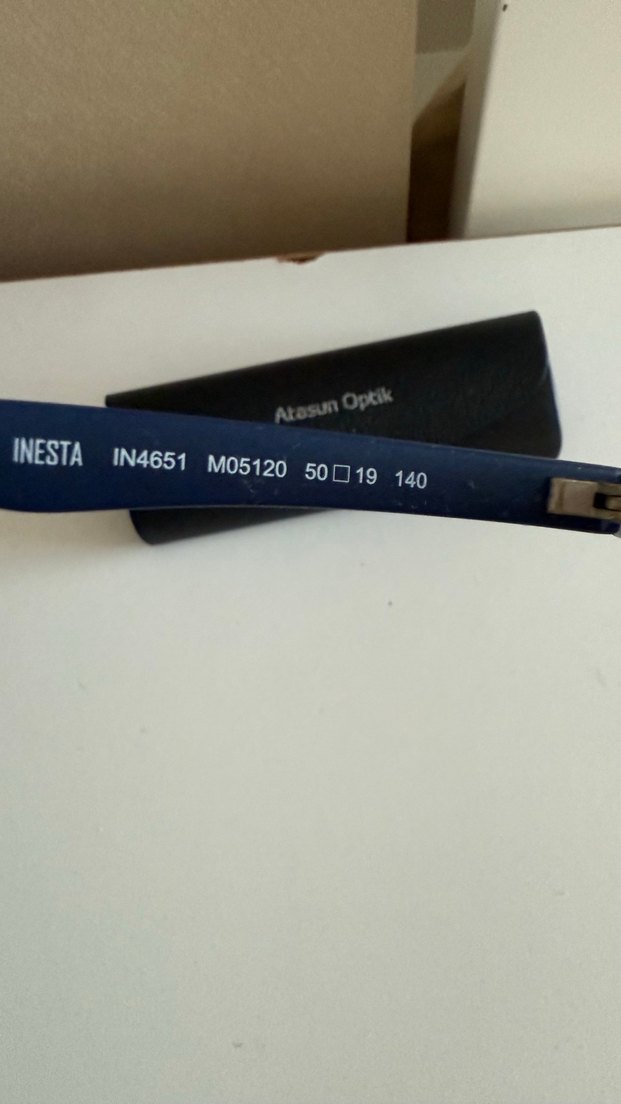 Atasun Optik
INESTA IN4651 M05120 50□19 140